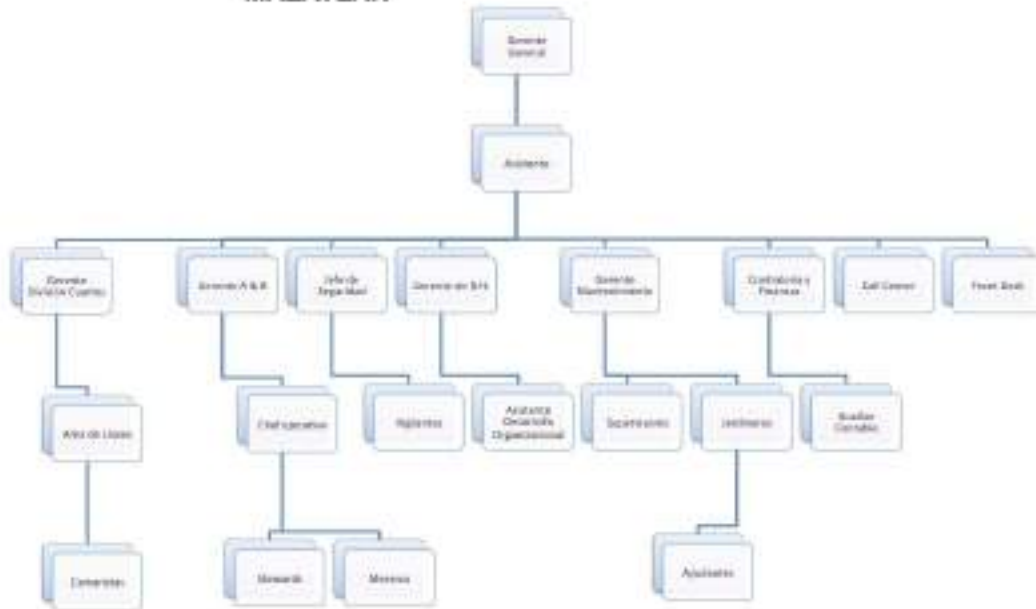 Gerente
General
Asistente
Gerente
División Cuartos
Gerente A & B
Jefe de
Seguridad
Gerente de R.H.
Gerente
Mantenimiento
Contraloría y
Finanzas
Call Center
Front Desk
Ama de Llaves
Chef ejecutivo
Vigilantes
Asistente
Desarrollo
Organizacional
Supervisores
Jardineros
Auxiliar
Contable
Camaristas
Stewards
Meseros
Ayudantes